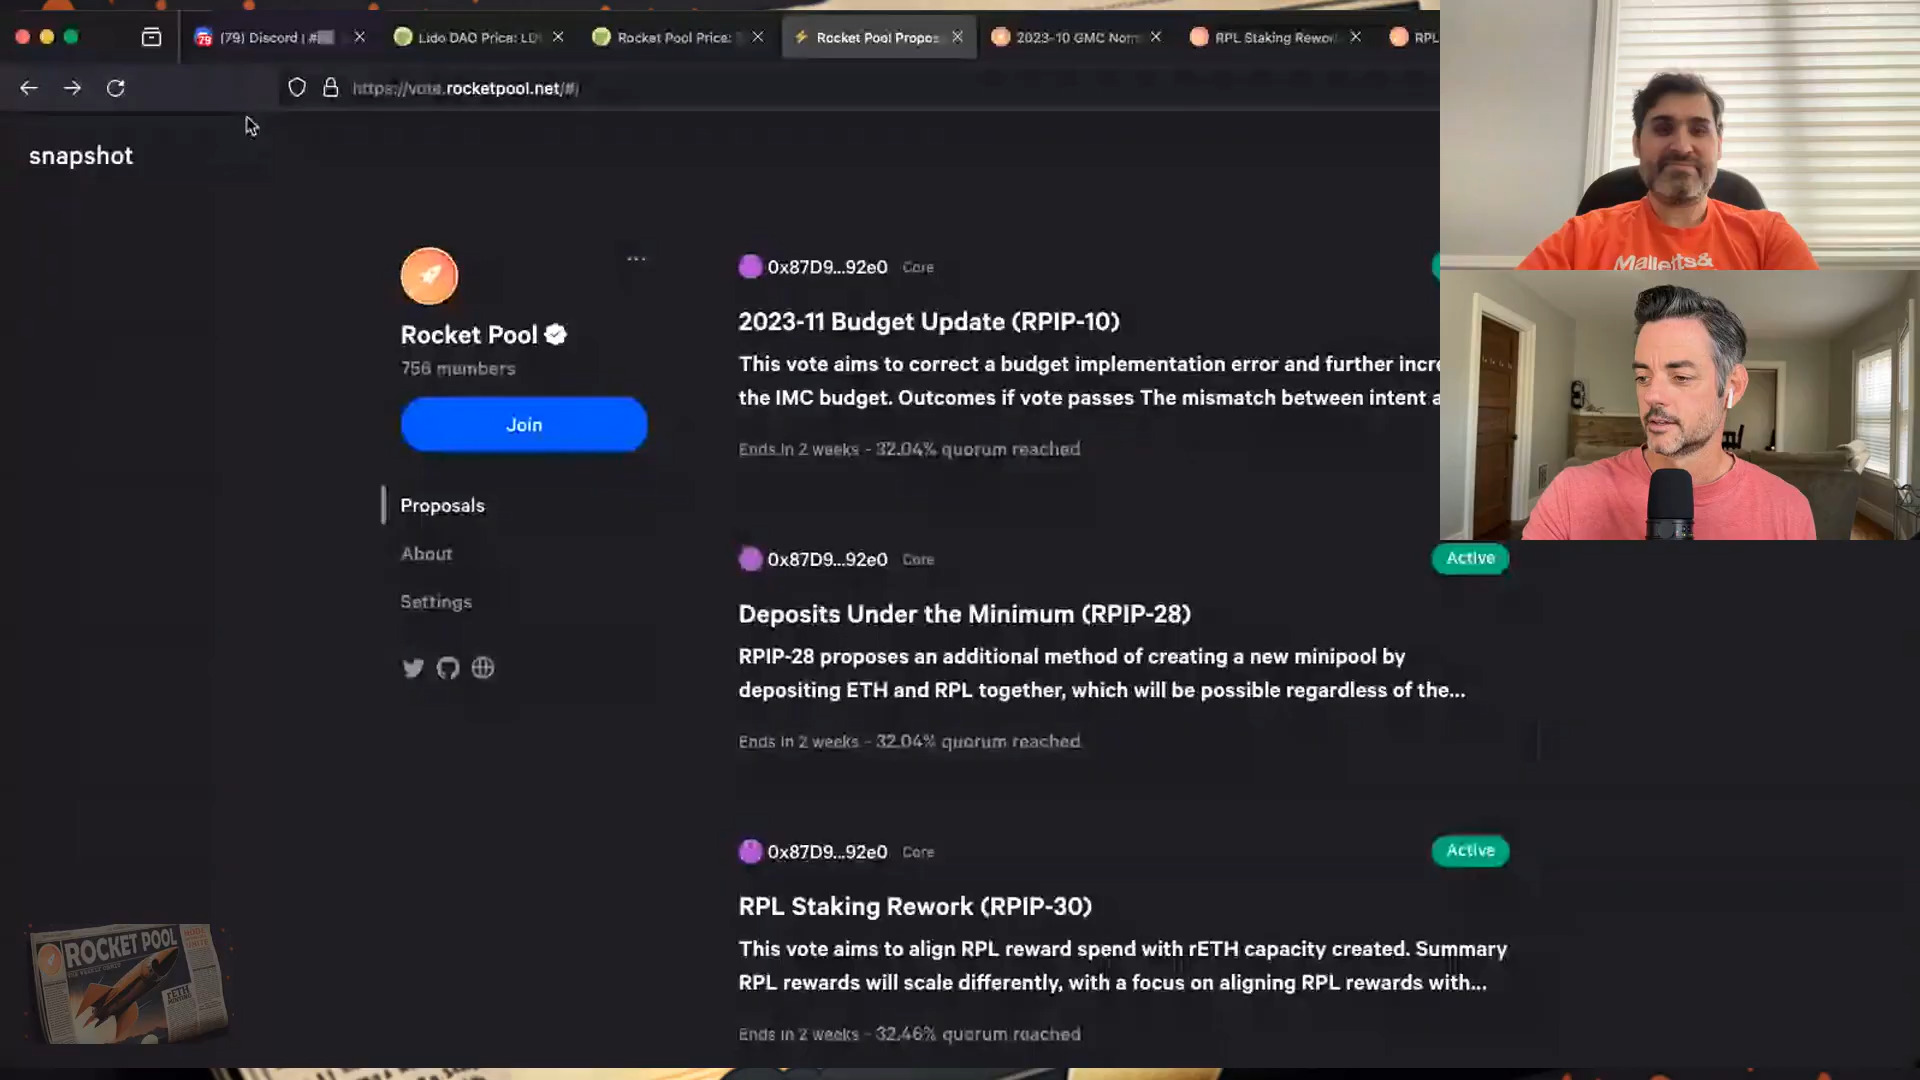 79 (79) Discord | #
Lido DAO Price: LD
Rocket Pool Price:
Rocket Pool Propos
2023-10 GMC Nom
RPL Staking Rewor
RPL
https://vote.rocketpool.net/#/
snapshot
Rocket Pool
756 members
Join
Proposals
About
Settings
0x87D9...92e0 Core
2023-11 Budget Update (RPIP-10)
This vote aims to correct a budget implementation error and further incre
the IMC budget. Outcomes if vote passes The mismatch between intent a
Ends in 2 weeks - 32.04% quorum reached
0x87D9...92e0 Core
Active
Deposits Under the Minimum (RPIP-28)
RPIP-28 proposes an additional method of creating a new minipool by
depositing ETH and RPL together, which will be possible regardless of the...
Ends in 2 weeks - 32.04% quorum reached
0x87D9...92e0 Core
Active
RPL Staking Rework (RPIP-30)
This vote aims to align RPL reward spend with rETH capacity created. Summary
RPL rewards will scale differently, with a focus on aligning RPL rewards with...
Ends in 2 weeks - 32.46% quorum reached
ROCKET POOL
rETH